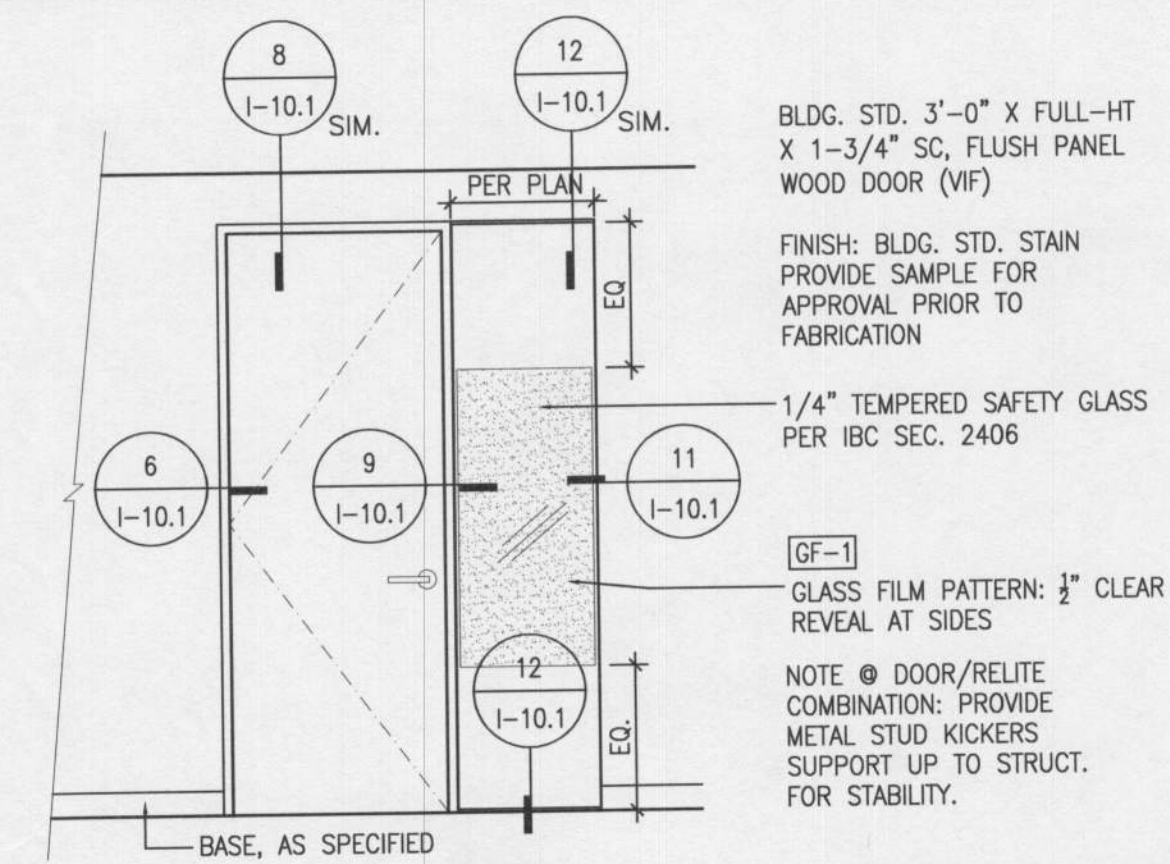 8
I-10.1
SIM.
12
I-10.1
SIM.
PER PLAN
EQ.
BLDG. STD. 3'-0" X FULL-HT
X 1-3/4" SC, FLUSH PANEL
WOOD DOOR (VIF)
FINISH: BLDG. STD. STAIN
PROVIDE SAMPLE FOR
APPROVAL PRIOR TO
FABRICATION
1/4" TEMPERED SAFETY GLASS
PER IBC SEC. 2406
6
I-10.1
9
I-10.1
11
I-10.1
GF-1
GLASS FILM PATTERN: ½" CLEAR
REVEAL AT SIDES
12
I-10.1
EQ.
NOTE @ DOOR/RELITE
COMBINATION: PROVIDE
METAL STUD KICKERS
SUPPORT UP TO STRUCT.
FOR STABILITY.
BASE, AS SPECIFIED